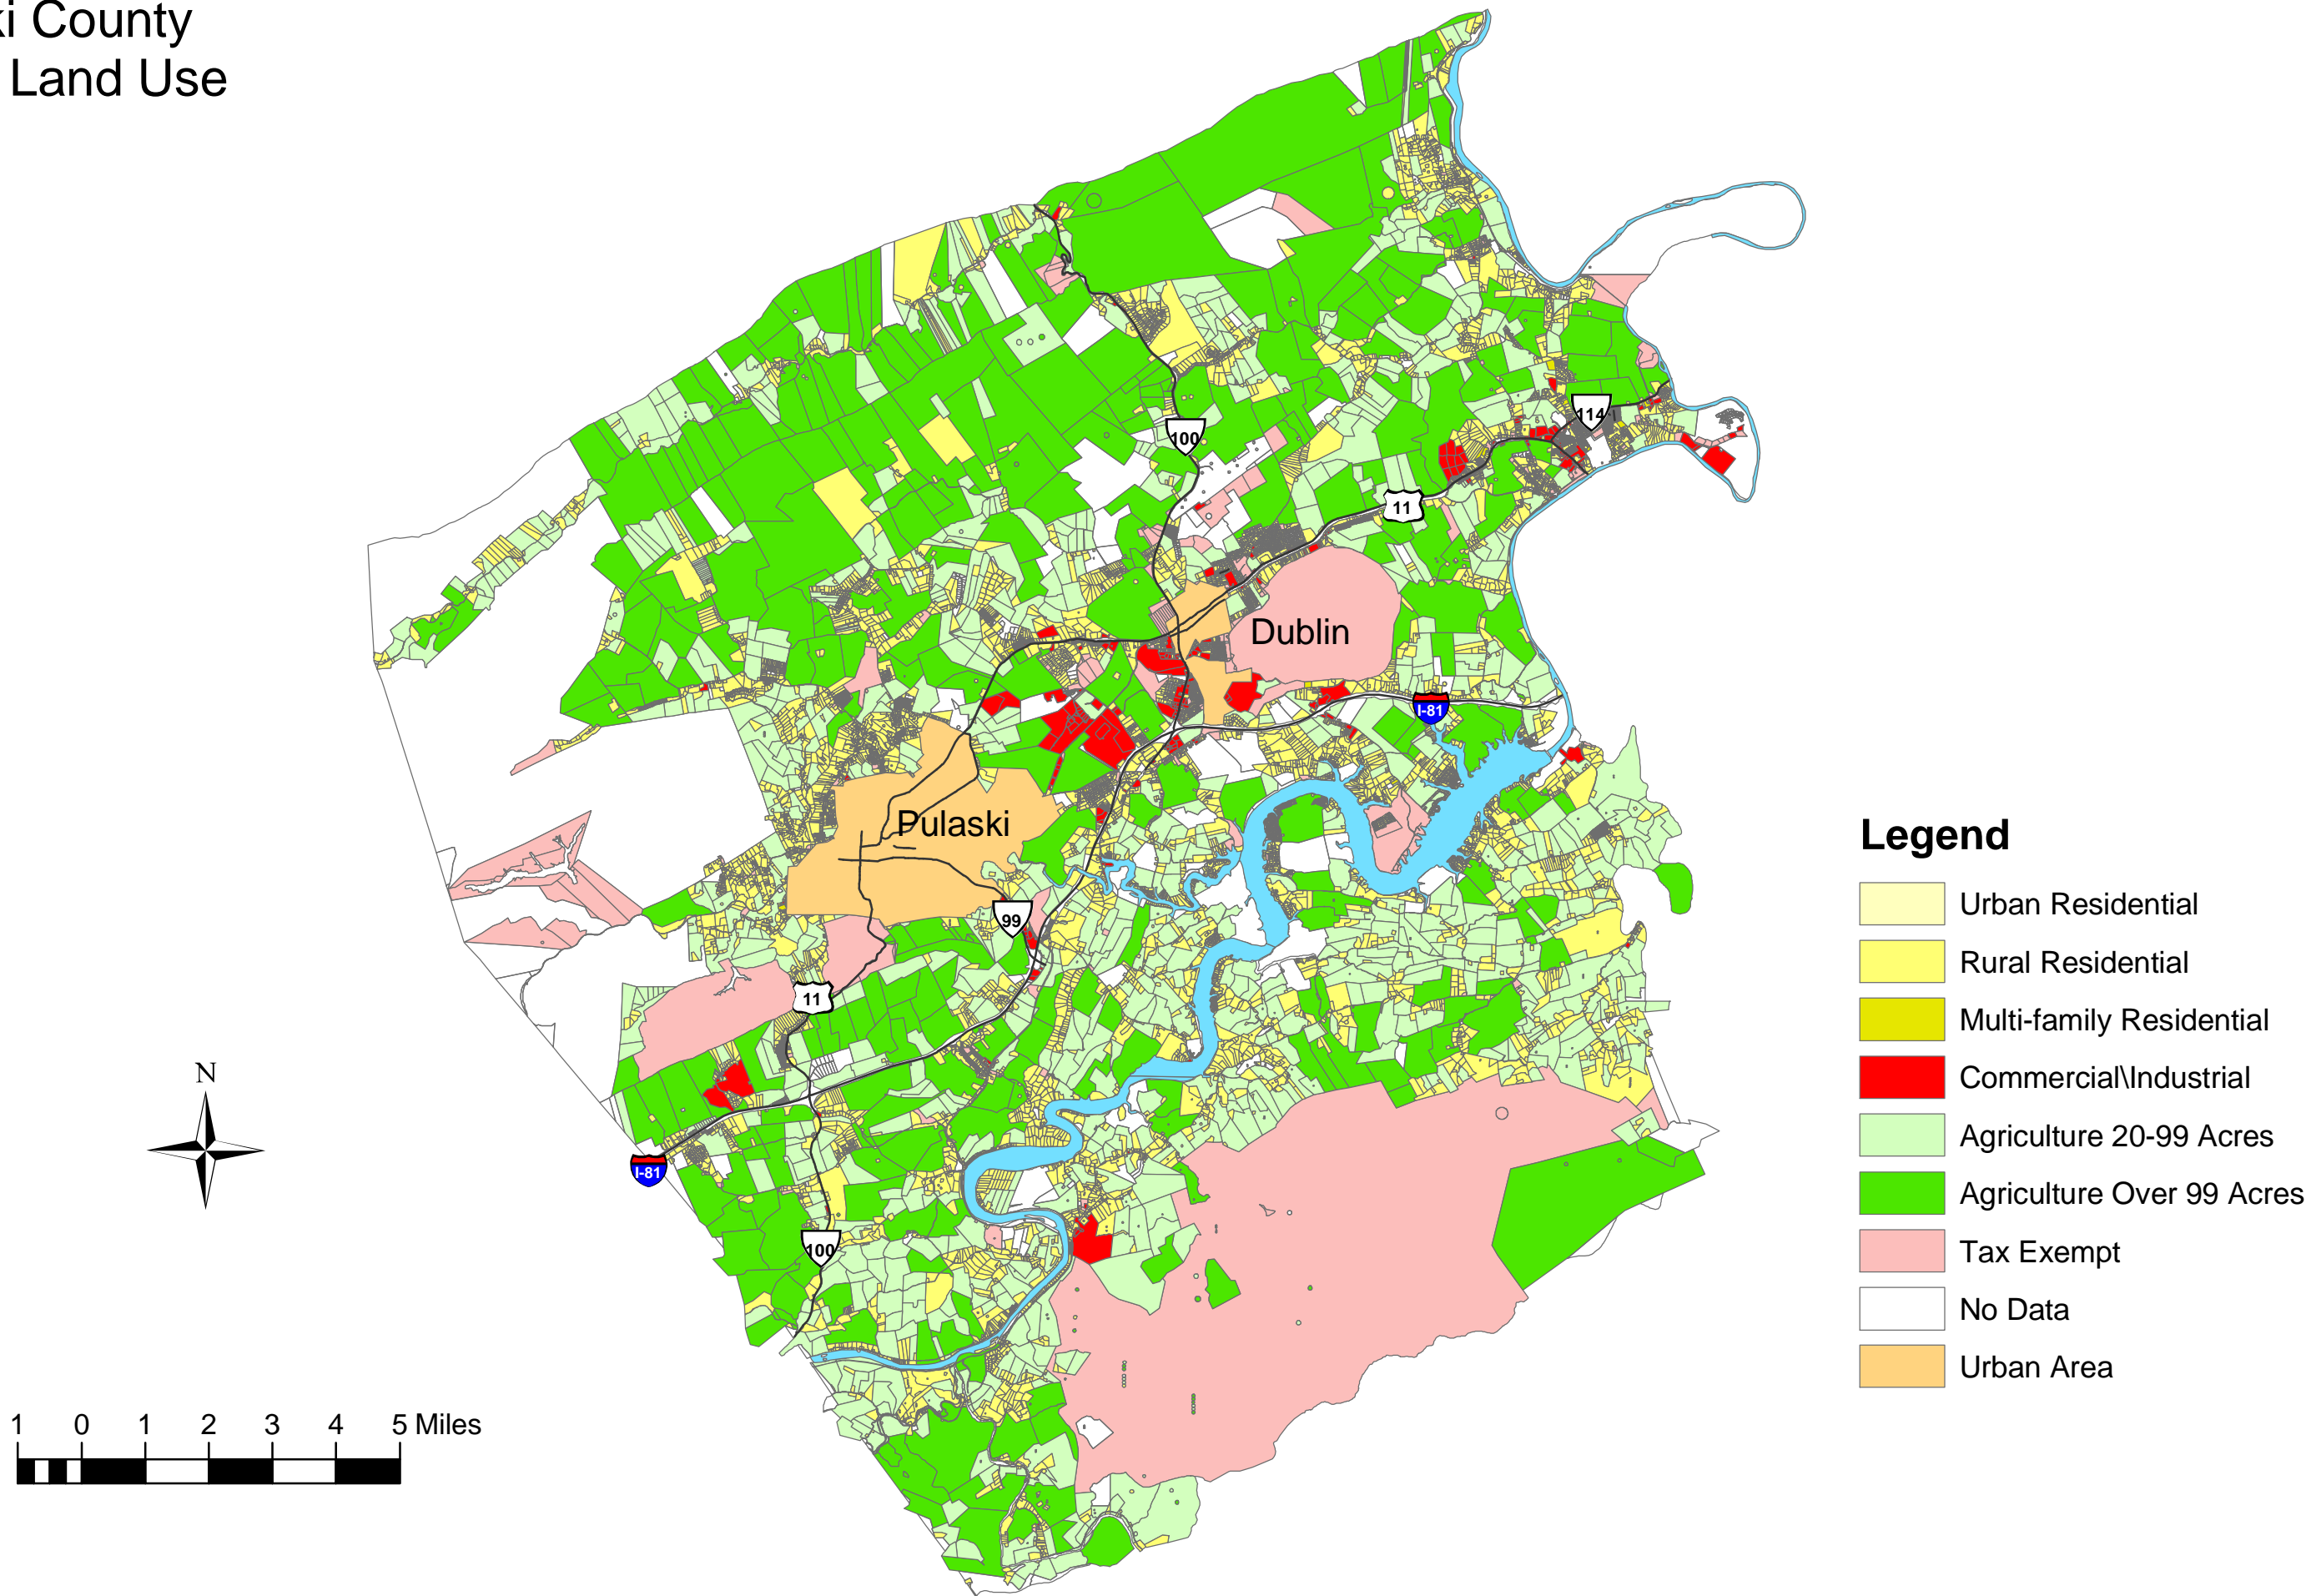 ki County
Land Use
114
100
11
Dublin
I-81
Pulaski
99
11
I-81
100
N
1 0 1 2 3 4 5 Miles
Legend
Urban Residential
Rural Residential
Multi-family Residential
Commercial\Industrial
Agriculture 20-99 Acres
Agriculture Over 99 Acres
Tax Exempt
No Data
Urban Area